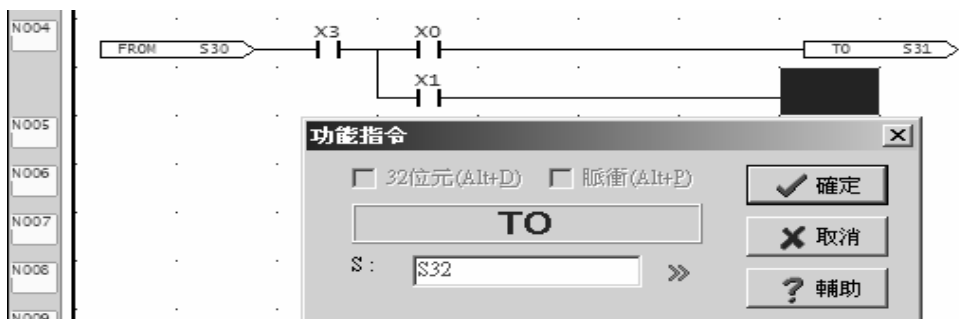 N004
X3 X0
FROM S30 TO S31
X1
N005
功能指令
N006
32位元(Alt+D) 脈衝(Alt+P) 確定
N007
TO
取消
N008
S: S32
輔助
N009